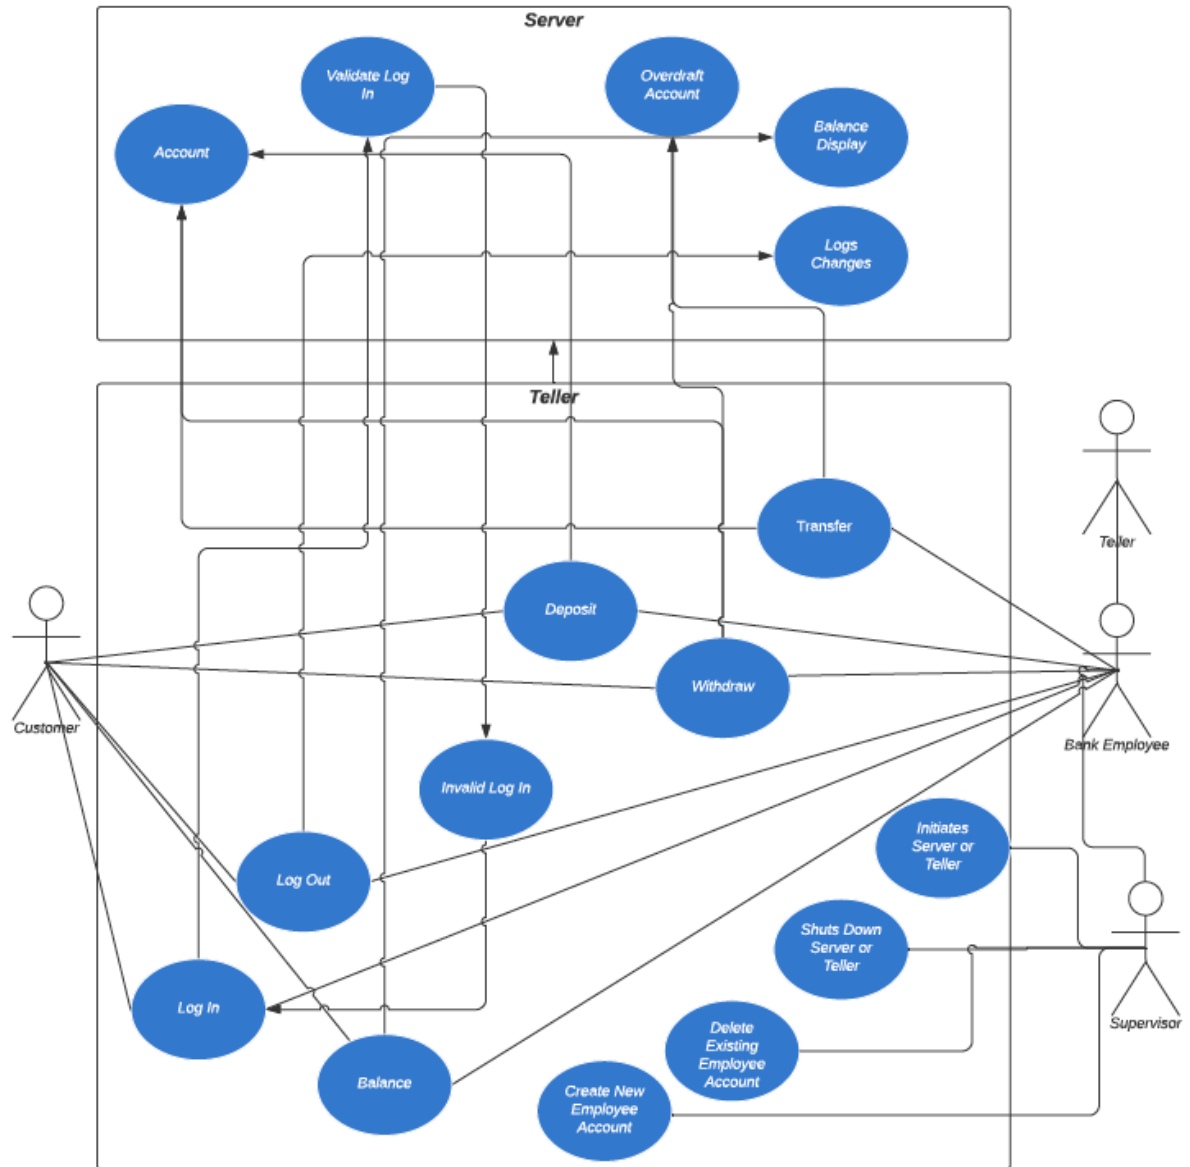 Server
Validate Log
In
Overdraft
Account
Balance
Display
Account
Logs
Changes
Teller
Transfer
Teller
Deposit
Withdraw
Customer
Bank Employee
Invalid Log In
Initiates
Server or
Teller
Log Out
Shuts Down
Server or
Teller
Log In
Supervisor
Delete
Existing
Employee
Account
Balance
Create New
Employee
Account